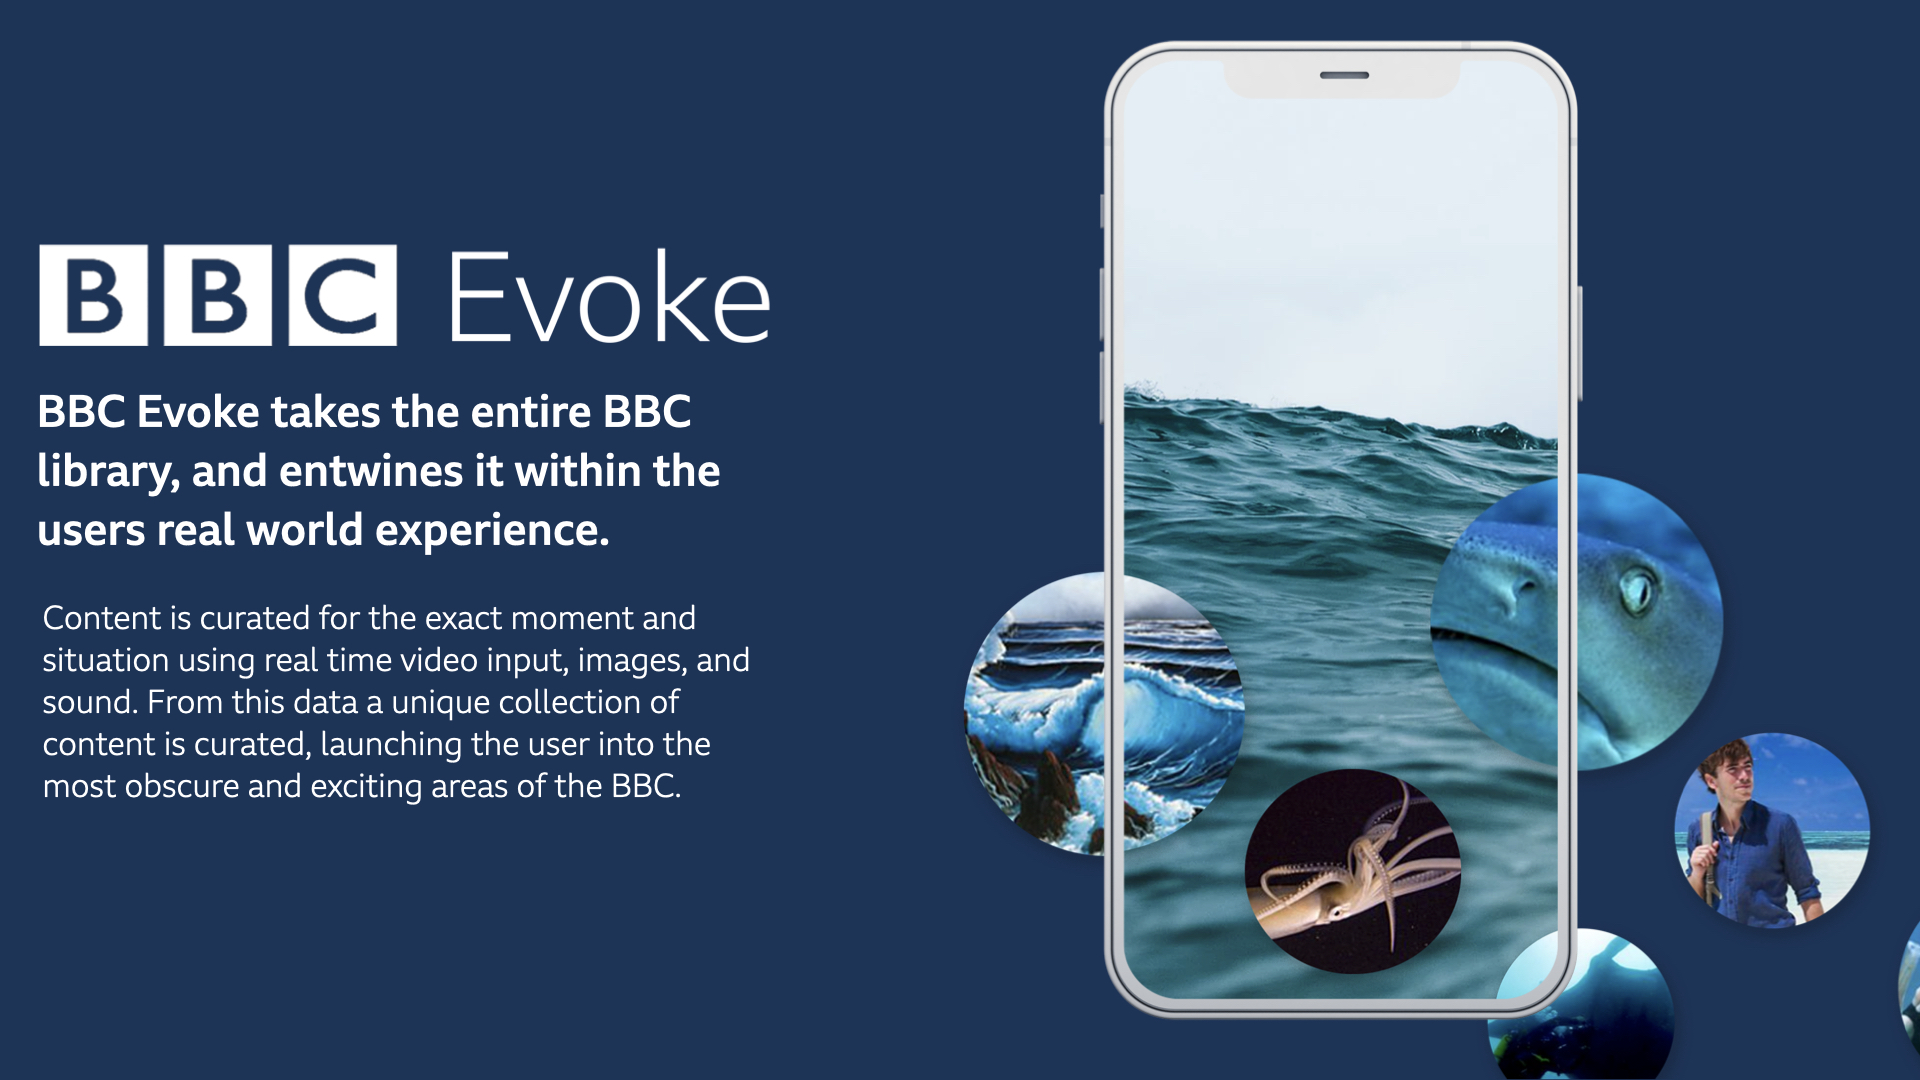 BBC Evoke
BBC Evoke takes the entire BBC
library, and entwines it within the
users real world experience.
Content is curated for the exact moment and
situation using real time video input, images, and
sound. From this data a unique collection of
content is curated, launching the user into the
most obscure and exciting areas of the BBC.